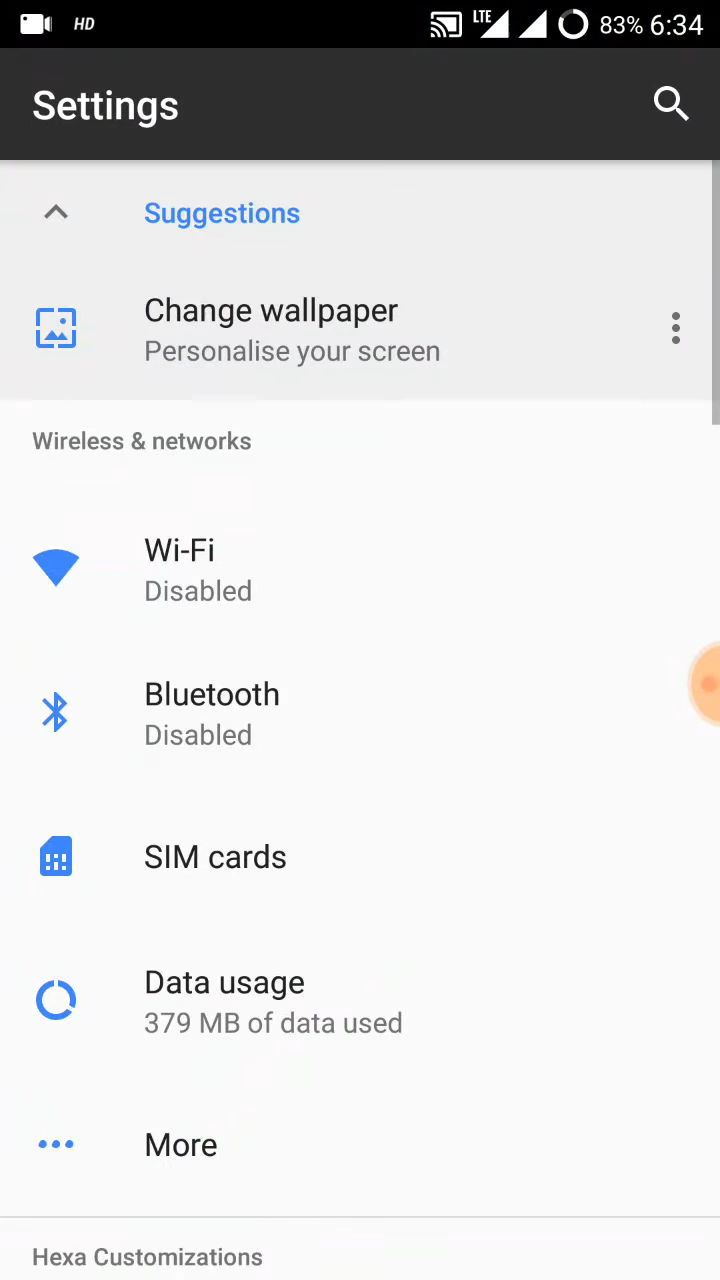 HD LTE 83% 6:34
Settings
Suggestions
Change wallpaper
Personalise your screen
Wireless & networks
Wi-Fi
Disabled
Bluetooth
Disabled
SIM cards
Data usage
379 MB of data used
More
Hexa Customizations